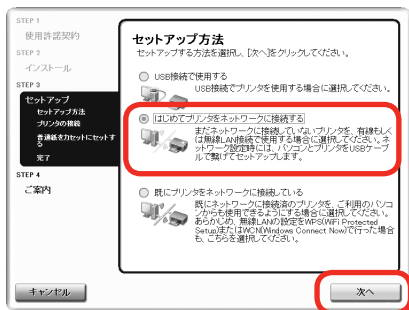 STEP 1
使用許諾契約
STEP 2
インストール
STEP 3
セットアップ
セットアップ方法
プリンタの接続
普通紙を力セットにセットす
る
完了
STEP 4
ご案内
キャンセル
セットアップ方法
セットアップする方法を選択し、[次へ]をクリックしてください。
USB接続で使用する
USB接続でプリンタを使用する場合に選択してください。
はじめてプリンタをネットワークに接続する
まだネットワークに接続していないプリンタを、有線もしく
は無線LAN接続で使用する場合に選択してください。ネ
ットワーク設定時には、パソコンとプリンタをUSBケーブ
ルで繋げてセットアップします。
既にプリンタをネットワークに接続している
既にネットワークに接続済のプリンタを、ご利用のパソコ
ンからも使用できるようにする場合に選択してください。
あらかじめ、無線LANの設定をWPS(WiFi Protected
Setup)またはWCN(Windows Connect Now)で行った場合
も、こちらを選択してください。
次へ